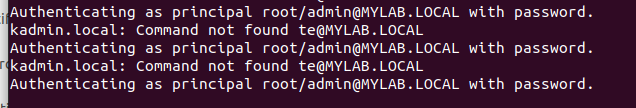 Authenticating as principal root/admin@MYLAB.LOCAL with password.
kadmin.local: Command not found te@MYLAB.LOCAL
Authenticating as principal root/admin@MYLAB.LOCAL with password.
kadmin.local: Command not found te@MYLAB.LOCAL
Authenticating as principal root/admin@MYLAB.LOCAL with password.